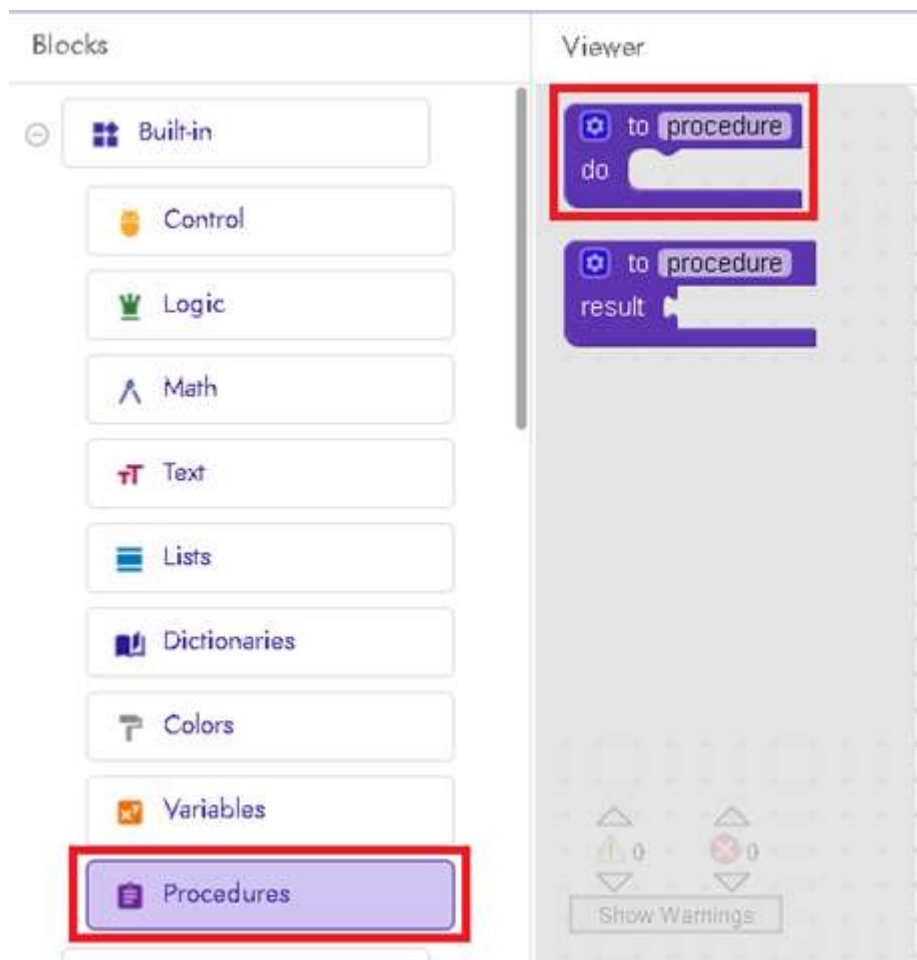 Blocks
Built-in
Control
Logic
Math
Text
Lists
Dictionaries
Colors
Variables
Procedures
Viewer
to procedure
do
to procedure
result
0 0
Show Warnings